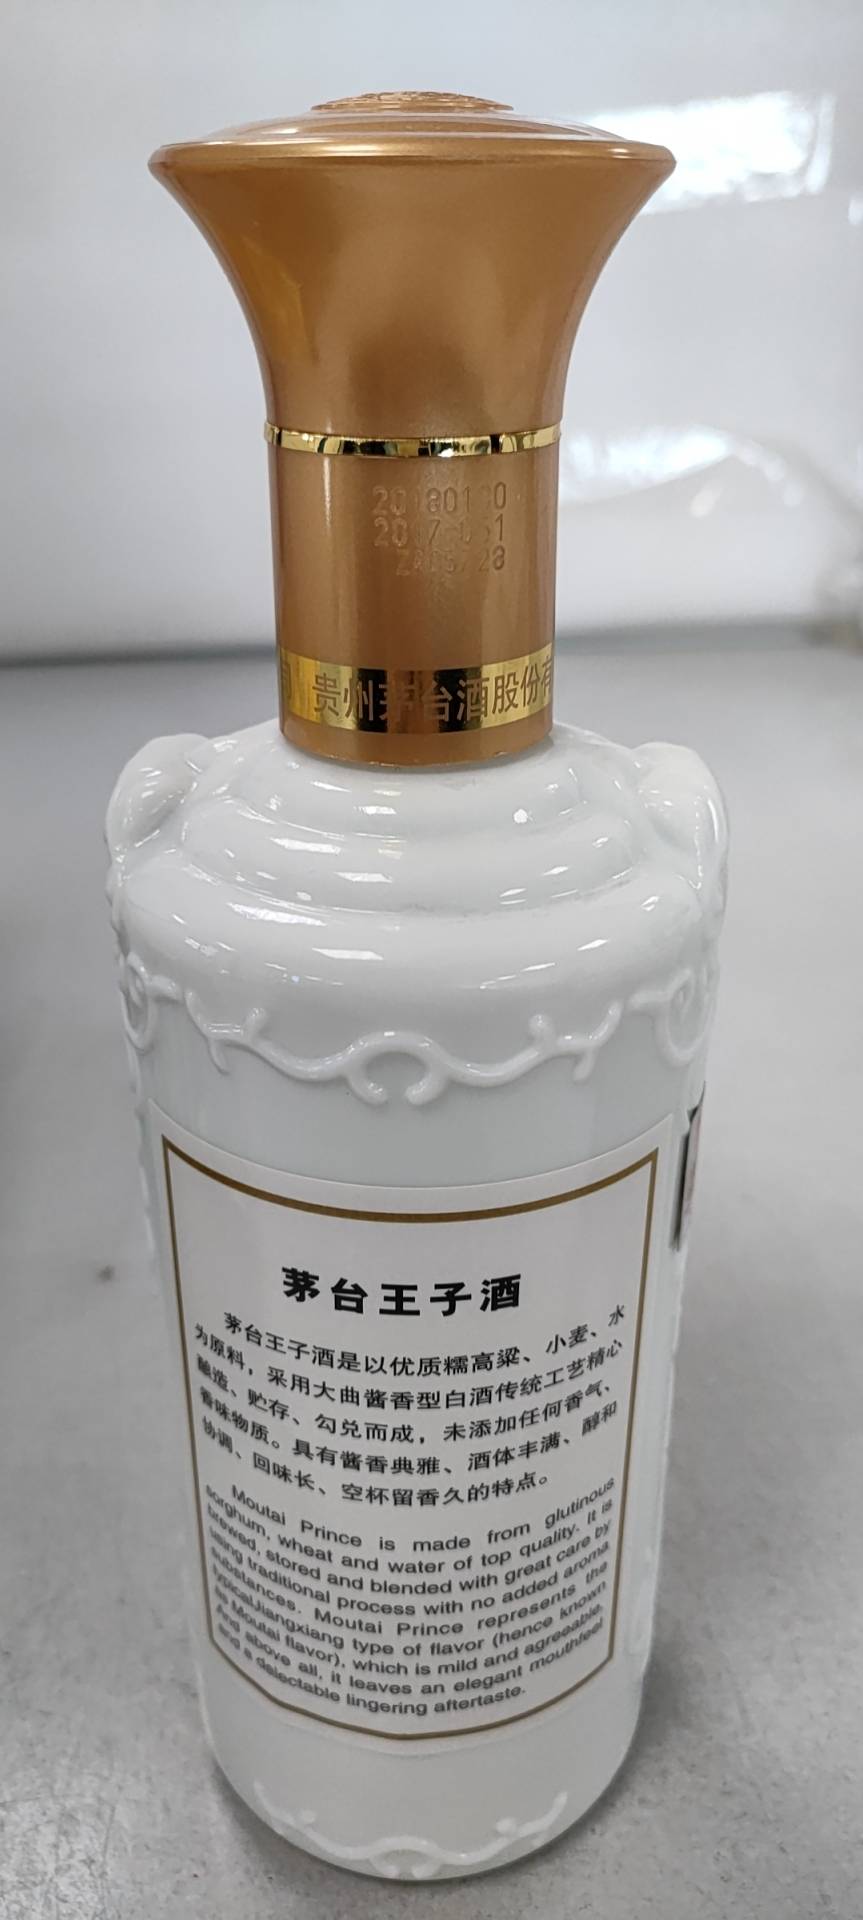 贵州茅台酒股份有
茅台王子酒
茅台王子酒是以优质糯高粱、小麦、水
为原料，采用大曲酱香型白酒传统工艺精心
酿造、贮存、勾兑而成，未添加任何香气、
香味物质。具有酱香典雅、酒体丰满、醇和
协调、回味长、空杯留香久的特点。
Moutai Prince is made from glutinous
sorghum, wheat and water of top quality. It is
brewed, stored and blended with great care by
using traditional process with no added aroma
substances. Moutai Prince represents the
typicalJiangxiang type of flavor (hence known
as Moutai flavor), which is mild and agreeable.
And above all, it leaves an elegant mouthfeel
and a delectable lingering aftertaste.